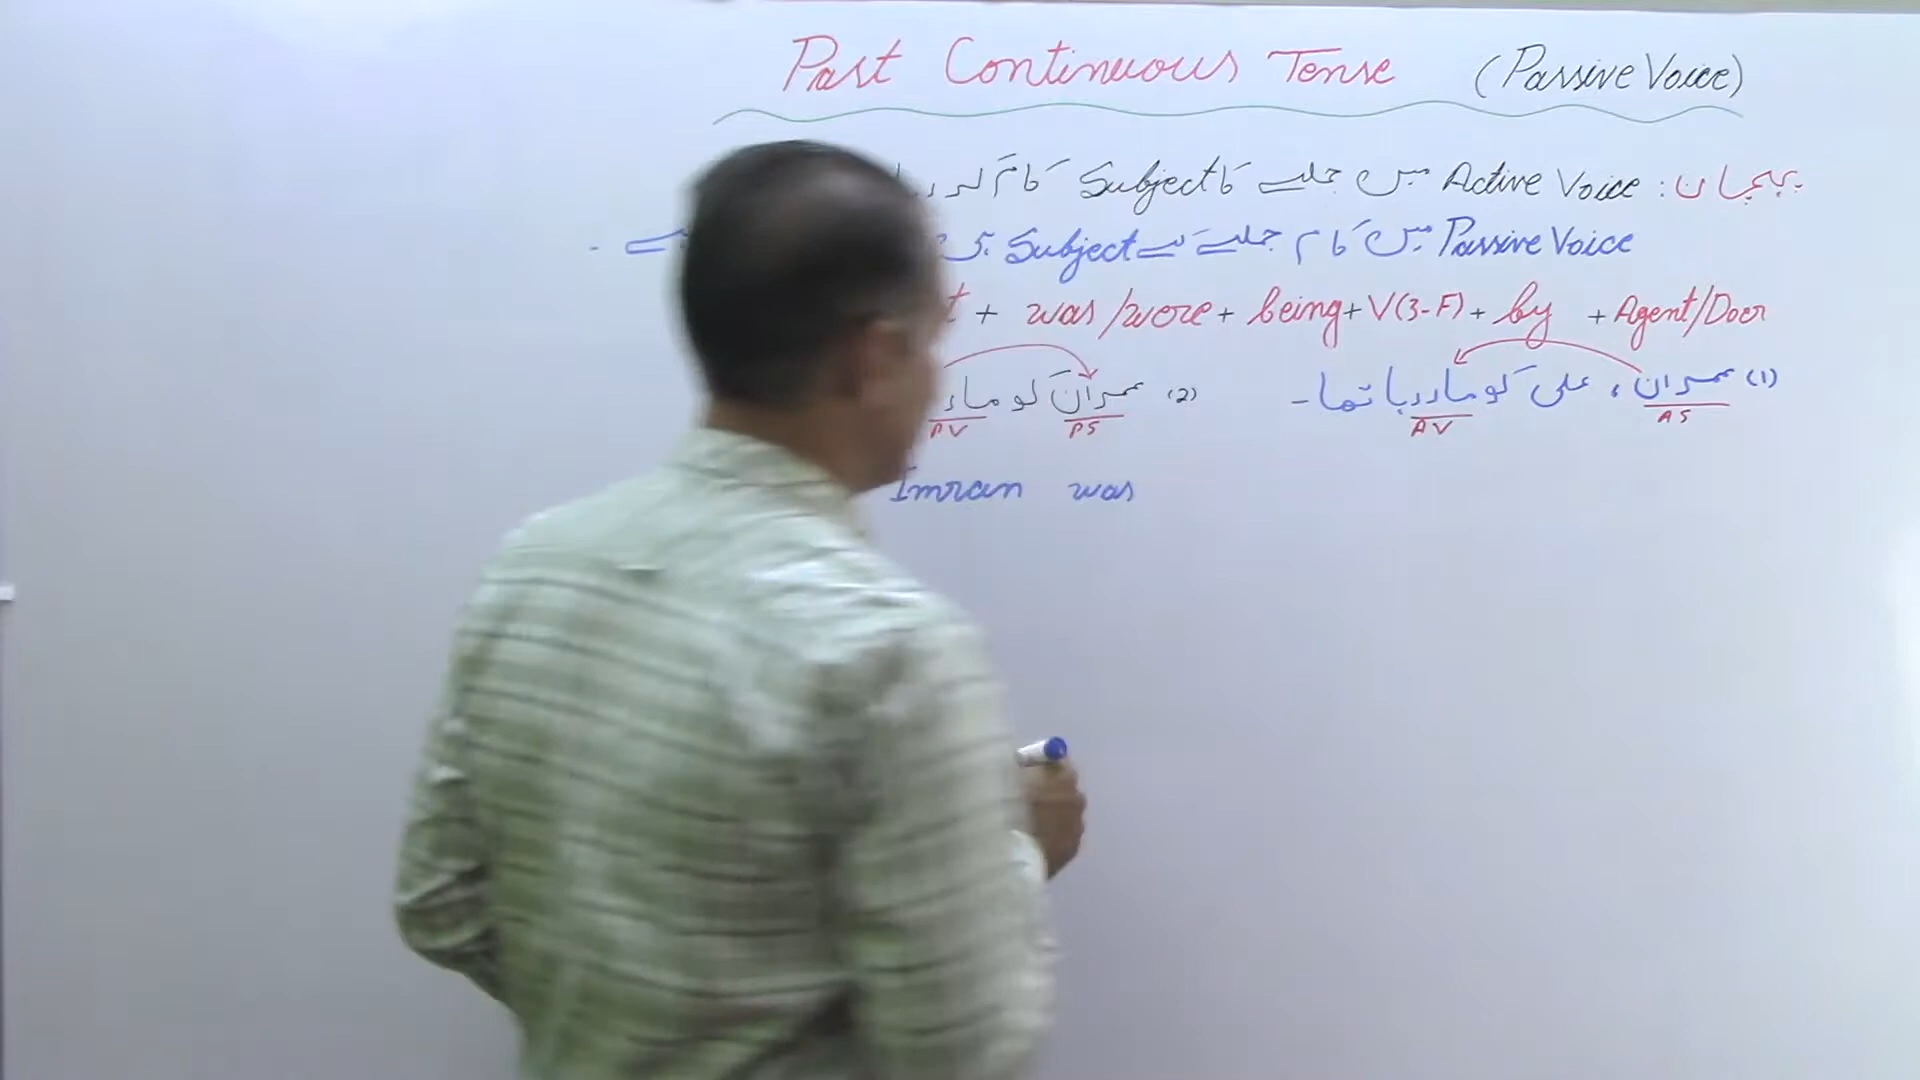 Past Continuous Tense (Passive Voice)
پہچان : Active Voice میں جملے کا Subject کام کر
Passive Voice میں کام جملے کے Subject
+ was/were + being + V(3-F) + by + Agent/Doer
(1) عمران ، علی کو مار رہا تھا۔ (2) عمران کو
AS AV PS PV
Imran was